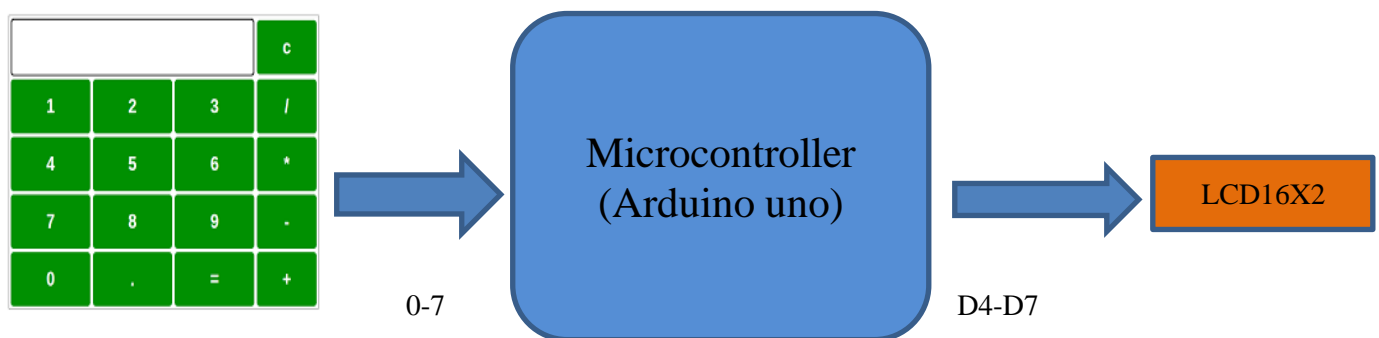 c
1 2 3 /
4 5 6 *
7 8 9 -
0 . = +
0-7
Microcontroller
(Arduino uno)
D4-D7
LCD16X2